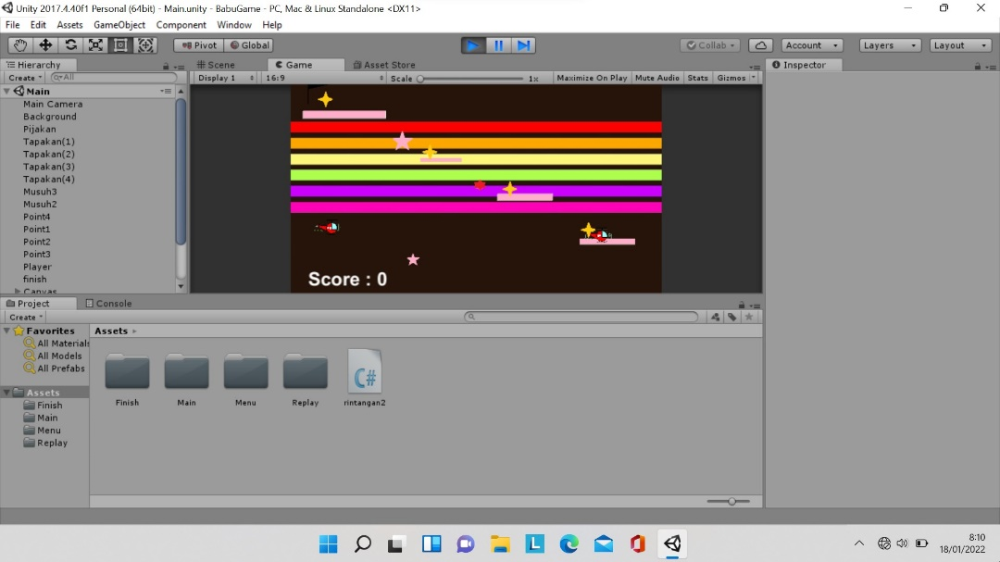 Unity 2017.4.40f1 Personal (64bit) - Main.unity - BabuGame - PC, Mac & Linux Standalone <DX11>
File Edit Assets GameObject Component Window Help
Pivot Global Collab Account Layers Layout
Hierarchy Scene Game Asset Store Inspector
Create All Display 1 16:9 Scale 1x Maximize On Play Mute Audio Stats Gizmos
Main
Main Camera
Background
Pijakan
Tapakan(1)
Tapakan(2)
Tapakan(3)
Tapakan(4)
Musuh3
Musuh2
Point4
Point1
Point2
Point3
Player
finish
Canvas
Score : 0
Project Console
Create
Favorites
All Materials
All Models
All Prefabs
Assets
Finish
Main
Menu
Replay
Assets
Finish Main Menu Replay rintangan2
C#
8:10
18/01/2022